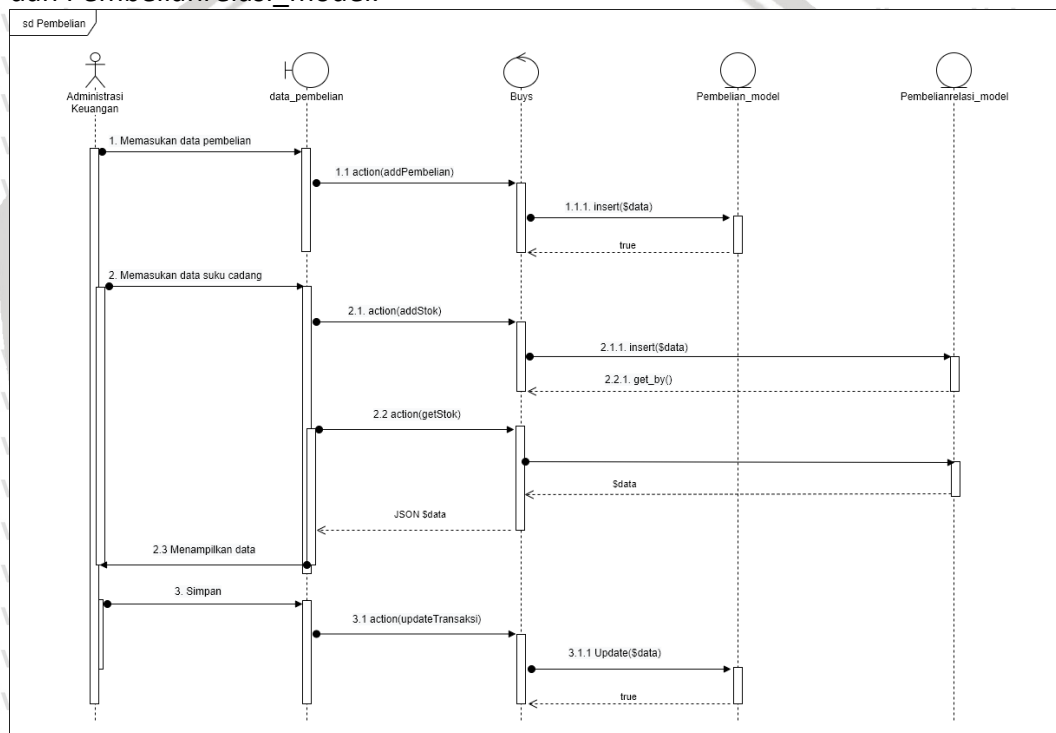 dan Pembelianrelasi_model.
sd Pembelian
Administrasi
Keuangan
data_pembelian
Buys
Pembelian_model
Pembelianrelasi_model
1. Memasukan data pembelian
1.1 action(addPembelian)
1.1.1. insert($data)
true
2. Memasukan data suku cadang
2.1. action(addStok)
2.1.1. insert($data)
2.2.1. get_by()
2.2 action(getStok)
$data
JSON $data
2.3 Menampilkan data
3. Simpan
3.1 action(updateTransaksi)
3.1.1 Update($data)
true